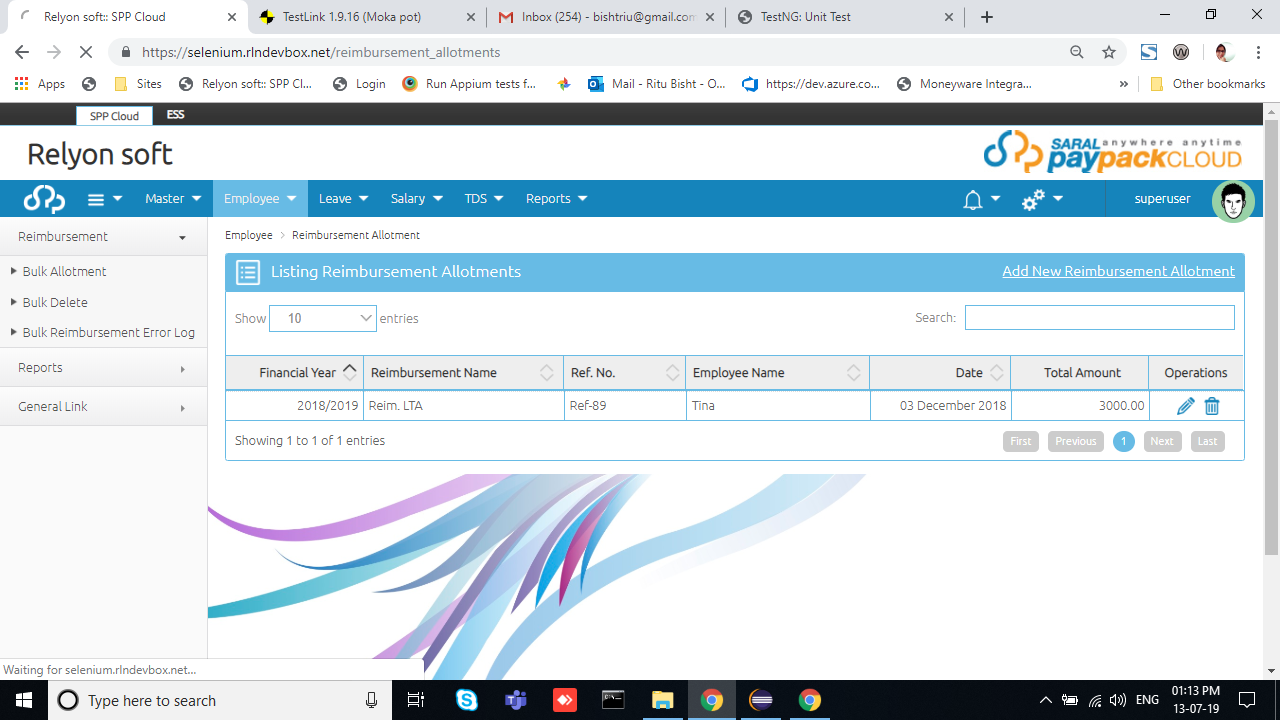 Relyon soft:: SPP Cloud
TestLink 1.9.16 (Moka pot)
Inbox (254) - bishtriu@gmail.com
TestNG: Unit Test
https://selenium.rlndevbox.net/reimbursement_allotments
Apps
Sites
Relyon soft:: SPP Cl...
Login
Run Appium tests f...
Mail - Ritu Bisht - O...
https://dev.azure.co...
Moneyware Integra...
»
Other bookmarks
SPP Cloud
ESS
Relyon soft
SARAL anywhere anytime
paypackCLOUD
Master
Employee
Leave
Salary
TDS
Reports
superuser
Reimbursement
Bulk Allotment
Bulk Delete
Bulk Reimbursement Error Log
Reports
General Link
Employee > Reimbursement Allotment
Listing Reimbursement Allotments
Add New Reimbursement Allotment
Show 10 entries
Search:
Financial Year Reimbursement Name Ref. No. Employee Name Date Total Amount Operations
2018/2019 Reim. LTA Ref-89 Tina 03 December 2018 3000.00
Showing 1 to 1 of 1 entries
First Previous 1 Next Last
Waiting for selenium.rlndevbox.net...
Type here to search
ENG
01:13 PM
13-07-19